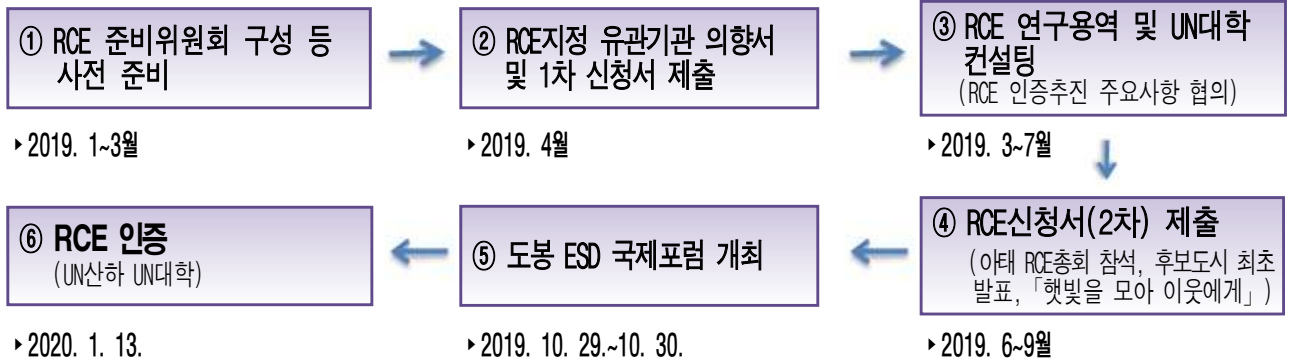 ① RCE 준비위원회 구성 등
사전 준비
▸2019. 1~3월
② RCE지정 유관기관 의향서
및 1차 신청서 제출
▸2019. 4월
③ RCE 연구용역 및 UN대학
컨설팅
(RCE 인증추진 주요사항 협의)
▸2019. 3~7월
④ RCE신청서(2차) 제출
(아태 RCE총회 참석, 후보도시 최초
발표,「햇빛을 모아 이웃에게」)
▸2019. 6~9월
⑤ 도봉 ESD 국제포럼 개최
▸2019. 10. 29.~10. 30.
⑥ RCE 인증
(UN산하 UN대학)
▸2020. 1. 13.